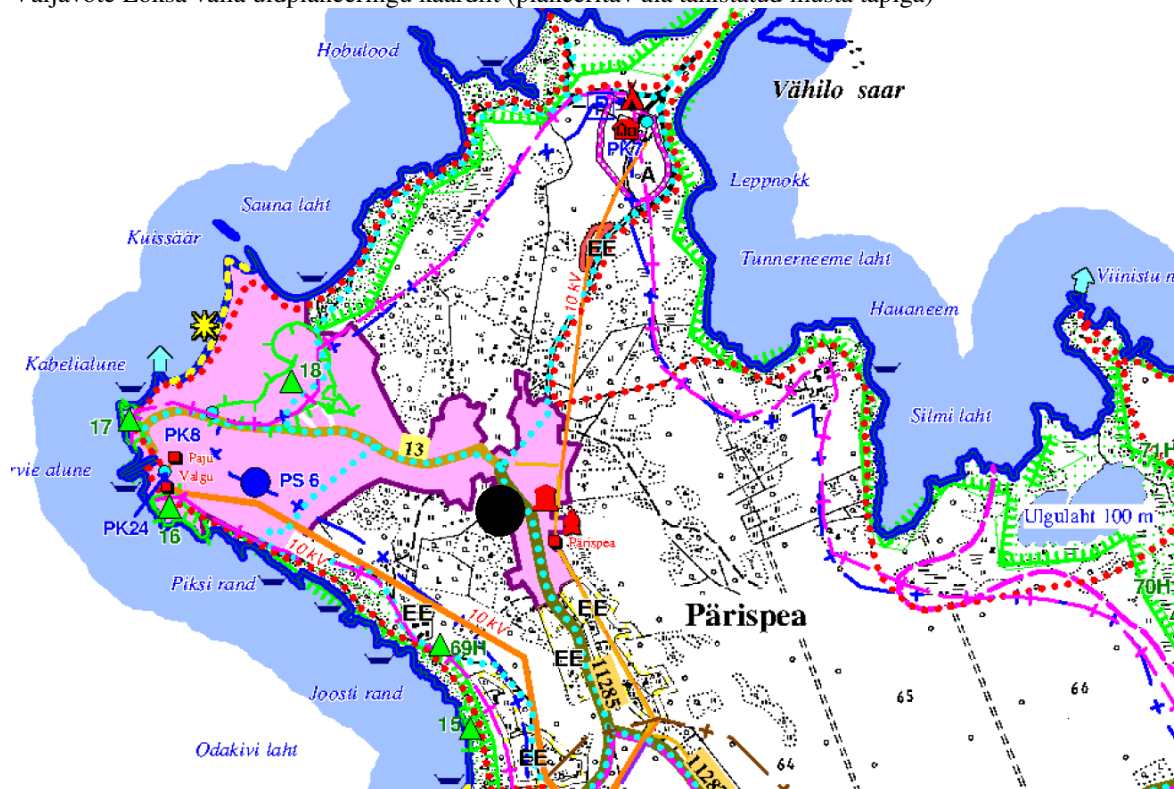 Väljavõte Loksa valla üldplaneeringu kaardilt (planeeritav ala tähistatud musta täpiga)
Hobulood
Vähilo saar
P
PK7
Ä
Leppnokk
Sauna laht
Kuissäär
EE
Tunnerneeme laht
10 kV
Viinistu
Hauaneem
Kabelialune
18
17
13
Silmi laht
PK8
Paju
Valgu
PS 6
71H
PK24
16
Ulgulaht 100 m
Pärispea
10 kV
Piksi rand
70H
EE
10 kV
EE
Pärispea
69H
EE
11285
Joosti rand
65
66
15
Odakivi laht
EE
64